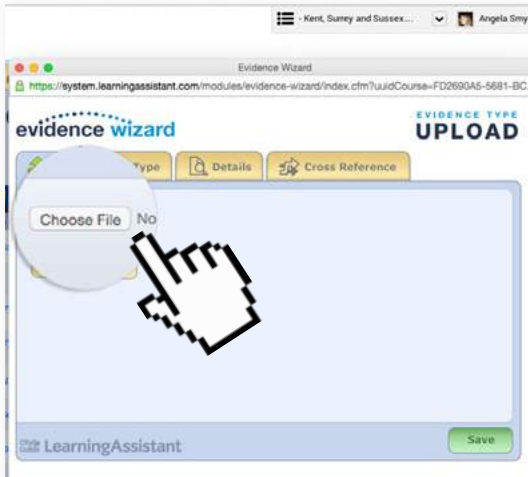 - Kent, Surrey and Sussex...
Angela Smy
Evidence Wizard
https://system.learningassistant.com/modules/evidence-wizard/index.cfm?uuidCourse=FD2690A5-5681-BC
evidence wizard
EVIDENCE TYPE
UPLOAD
Type
Details
Cross Reference
Choose File No
LearningAssistant
Save